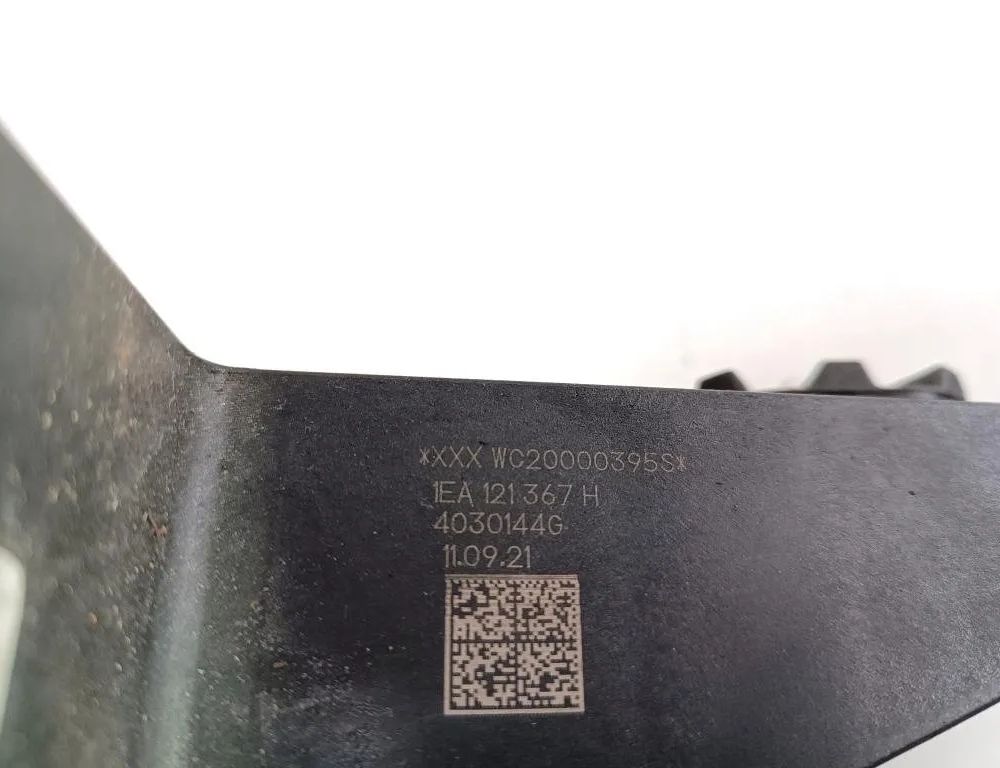 *XXX WC20000395S*
1EA 121 367 H
4030144G
11.09.21